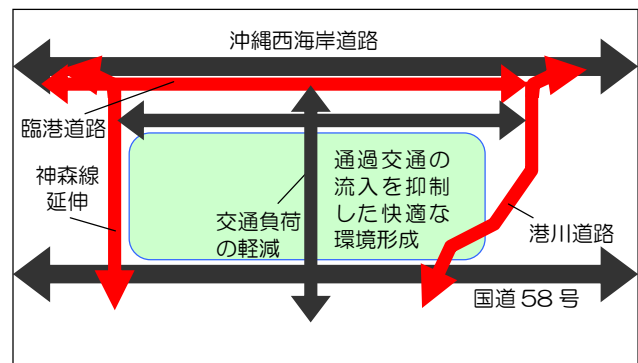 沖縄西海岸道路
臨港道路
神森線
延伸
交通負荷
の軽減
通過交通の
流入を抑制
した快適な
環境形成
港川道路
国道58号